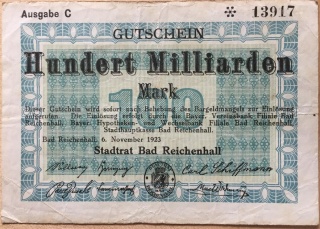 Ausgabe C
※ 13917
GUTSCHEIN
Hundert Milliarden
Mark
Dieser Gutschein wird sofort nach Behebung des Bargeldmangels zur Einlösung
aufgerufen. Die Einlösung erfolgt durch die Bayer. Vereinsbank Filiale Bad
Reichenhall, Bayer. Hypotheken- und Wechselbank Filiale Bad Reichenhall,
Stadthauptkasse Bad Reichenhall.
Bad Reichenhall, 6. November 1923
Stadtrat Bad Reichenhall